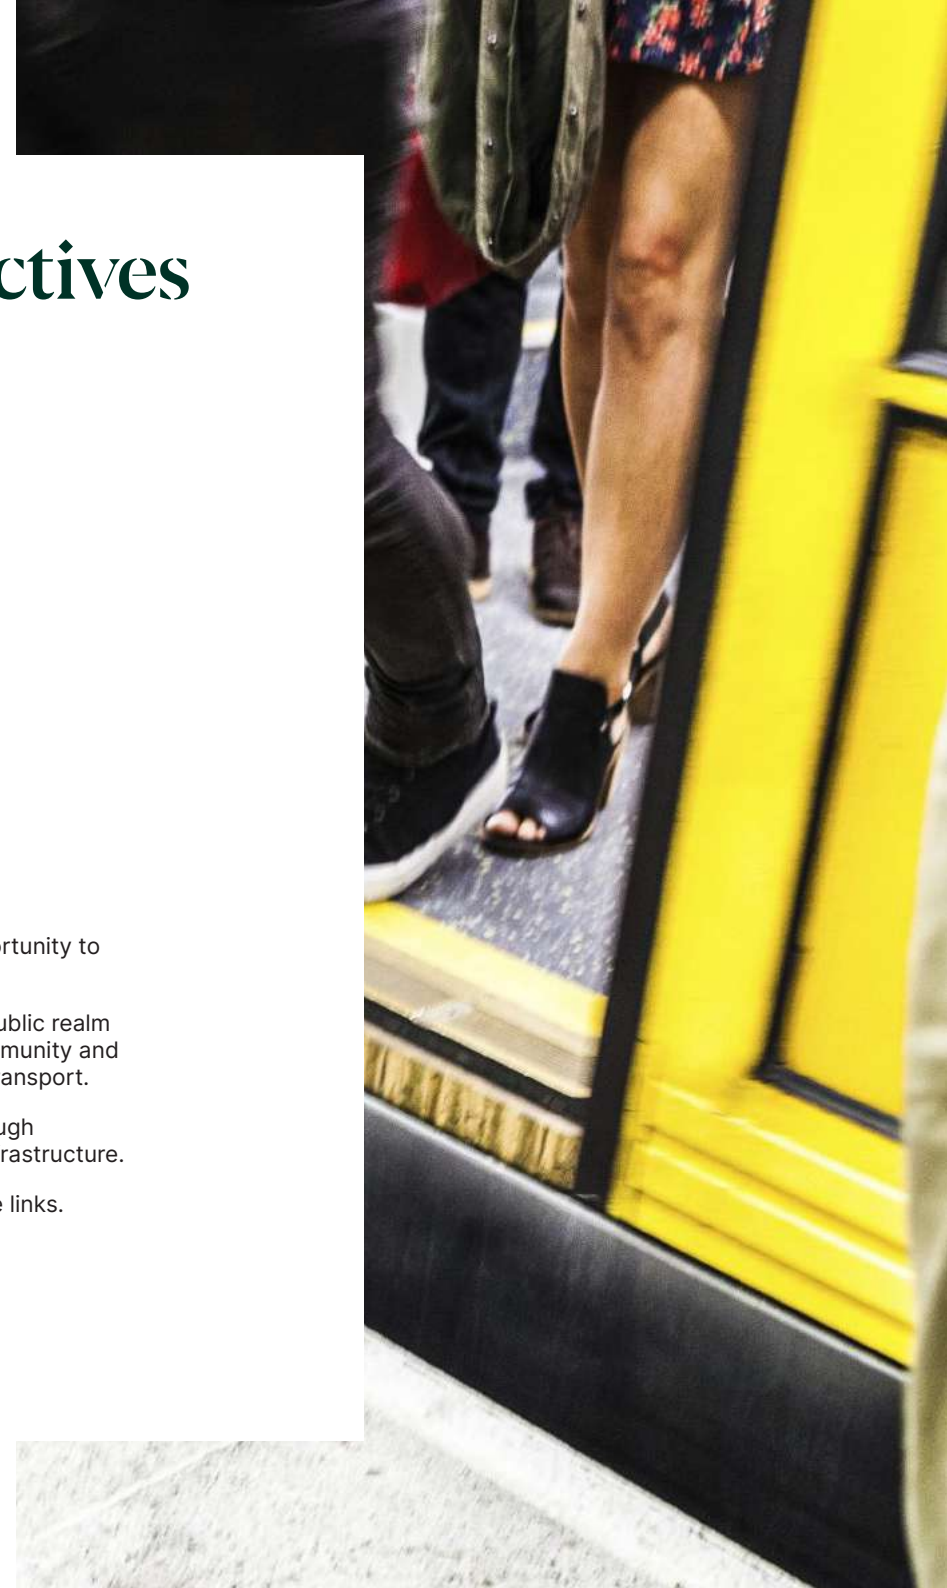 ctives
rtunity to
ublic realm
munity and
ansport.
ugh
rastructure.
links.